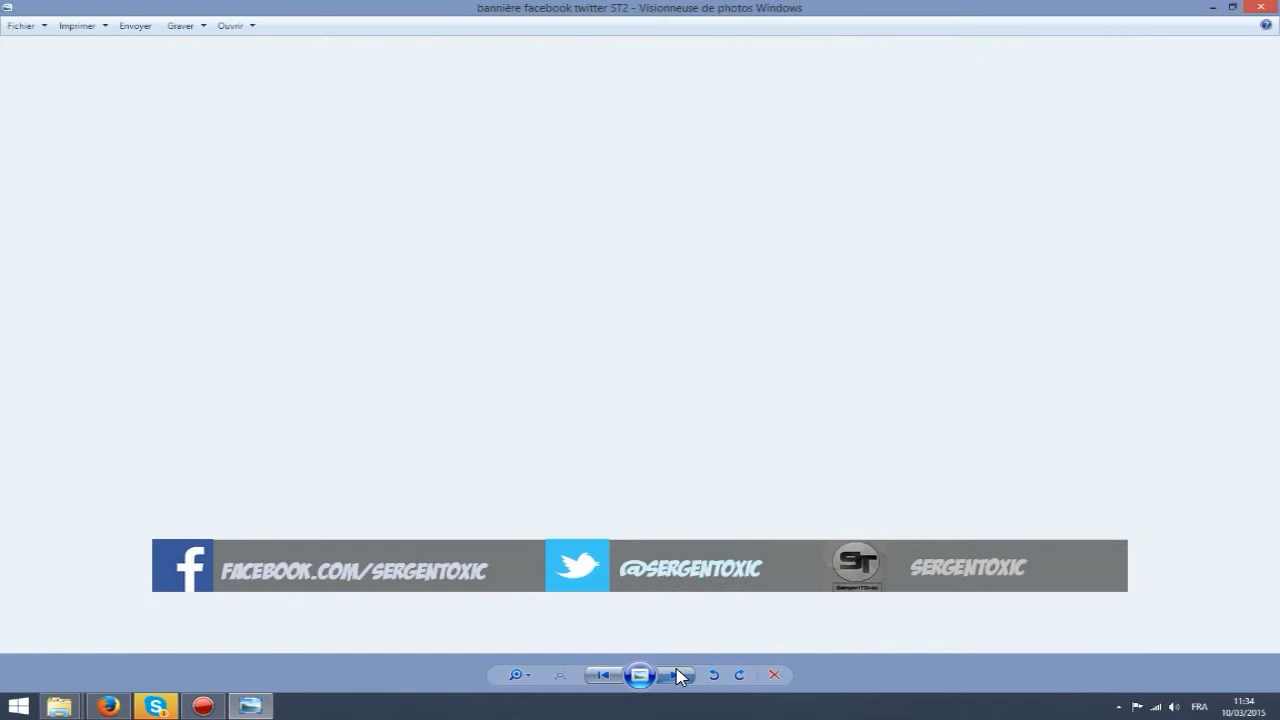 bannière facebook twitter ST2 - Visionneuse de photos Windows
Fichier Imprimer Envoyer Graver Ouvrir
FACEBOOK.COM/SERGENTOXIC
@SERGENTOXIC
ST
SergenTOxic
SERGENTOXIC
FRA
11:34
10/03/2015